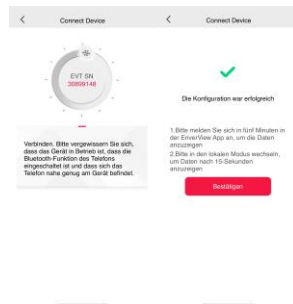 Connect Device
EVT SN
30899148
Verbinden. Bitte vergewissern Sie sich,
dass das Gerät in Betrieb ist, dass die
Bluetooth-Funktion des Telefons
eingeschaltet ist und dass sich das
Telefon nahe genug am Gerät befindet.
Connect Device
Die Konfiguration war erfolgreich
1.Bitte melden Sie sich in fünf Minuten in
der EnverView App an, um die Daten
anzuzeigen
2.Bitte in den lokalen Modus wechseln,
um Daten nach 15-Sekunden
anzuzeigen
Bestätigen